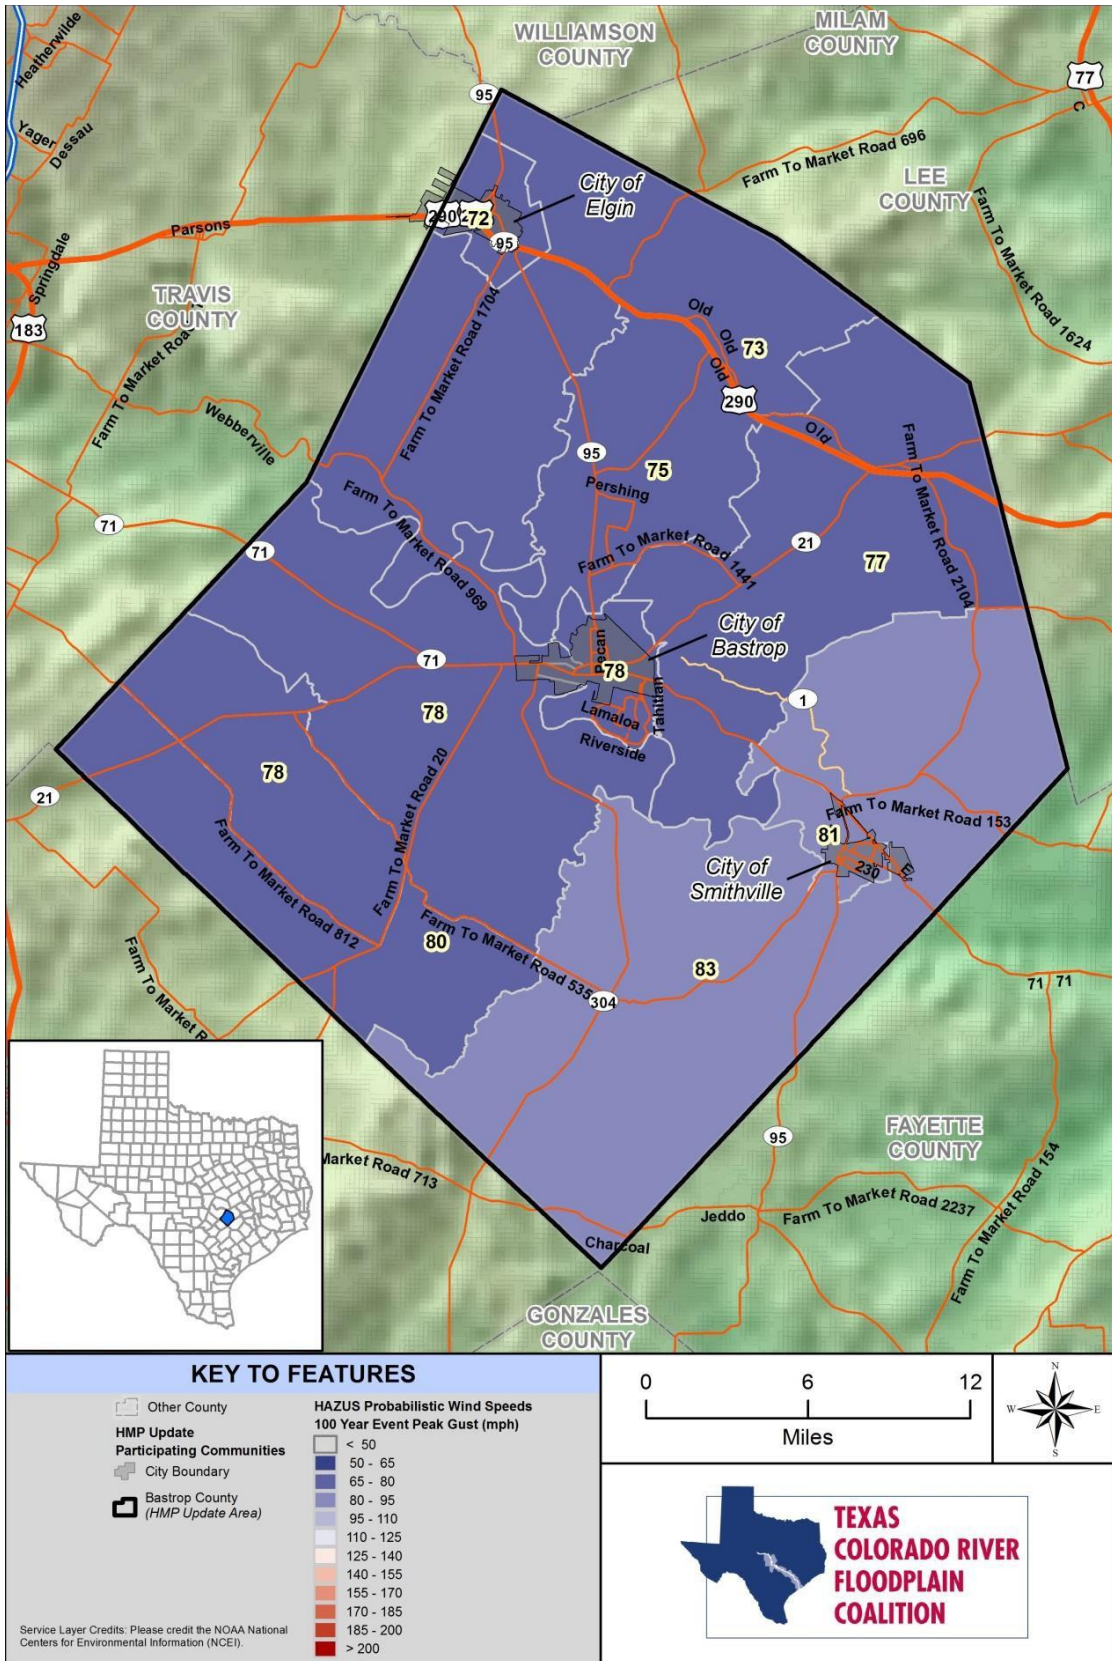 WILLIAMSON
COUNTY
MILAM
COUNTY
Heatherwilde
77
95
C
Yager
Dessau
Farm To Market Road 696
LEE
COUNTY
City of
Elgin
290
72
Parsons
95
Springdale
TRAVIS
COUNTY
183
Farm To Market Road 1704
Farm To Market Road 1624
Old
Old
Old
73
290
Farm To Market Road
Webberville
Old
95
75
Pershing
Farm To Market Road 2104
Farm To Market Road 969
71
71
21
Farm To Market Road 1441
77
City of
Bastrop
Pecan
71
78
1
78
Lamaloa
Tahitian
Riverside
78
21
Farm To Market Road 20
Farm To Market Road 153
81
City of
Smithville
230
E
Farm To Market Road 812
Farm To Market Road 535
80
83
Farm To Market R
304
71
71
FAYETTE
COUNTY
95
Market Road 713
Farm To Market Road 154
Farm To Market Road 2237
Jeddo
Charcoal
GONZALES
COUNTY
KEY TO FEATURES
Other County
HMP Update
Participating Communities
City Boundary
Bastrop County
(HMP Update Area)
HAZUS Probabilistic Wind Speeds
100 Year Event Peak Gust (mph)
< 50
50 - 65
65 - 80
80 - 95
95 - 110
110 - 125
125 - 140
140 - 155
155 - 170
170 - 185
185 - 200
> 200
Service Layer Credits: Please credit the NOAA National
Centers for Environmental Information (NCEI).
0 6 12
Miles
N
W E
S
TEXAS
COLORADO RIVER
FLOODPLAIN
COALITION